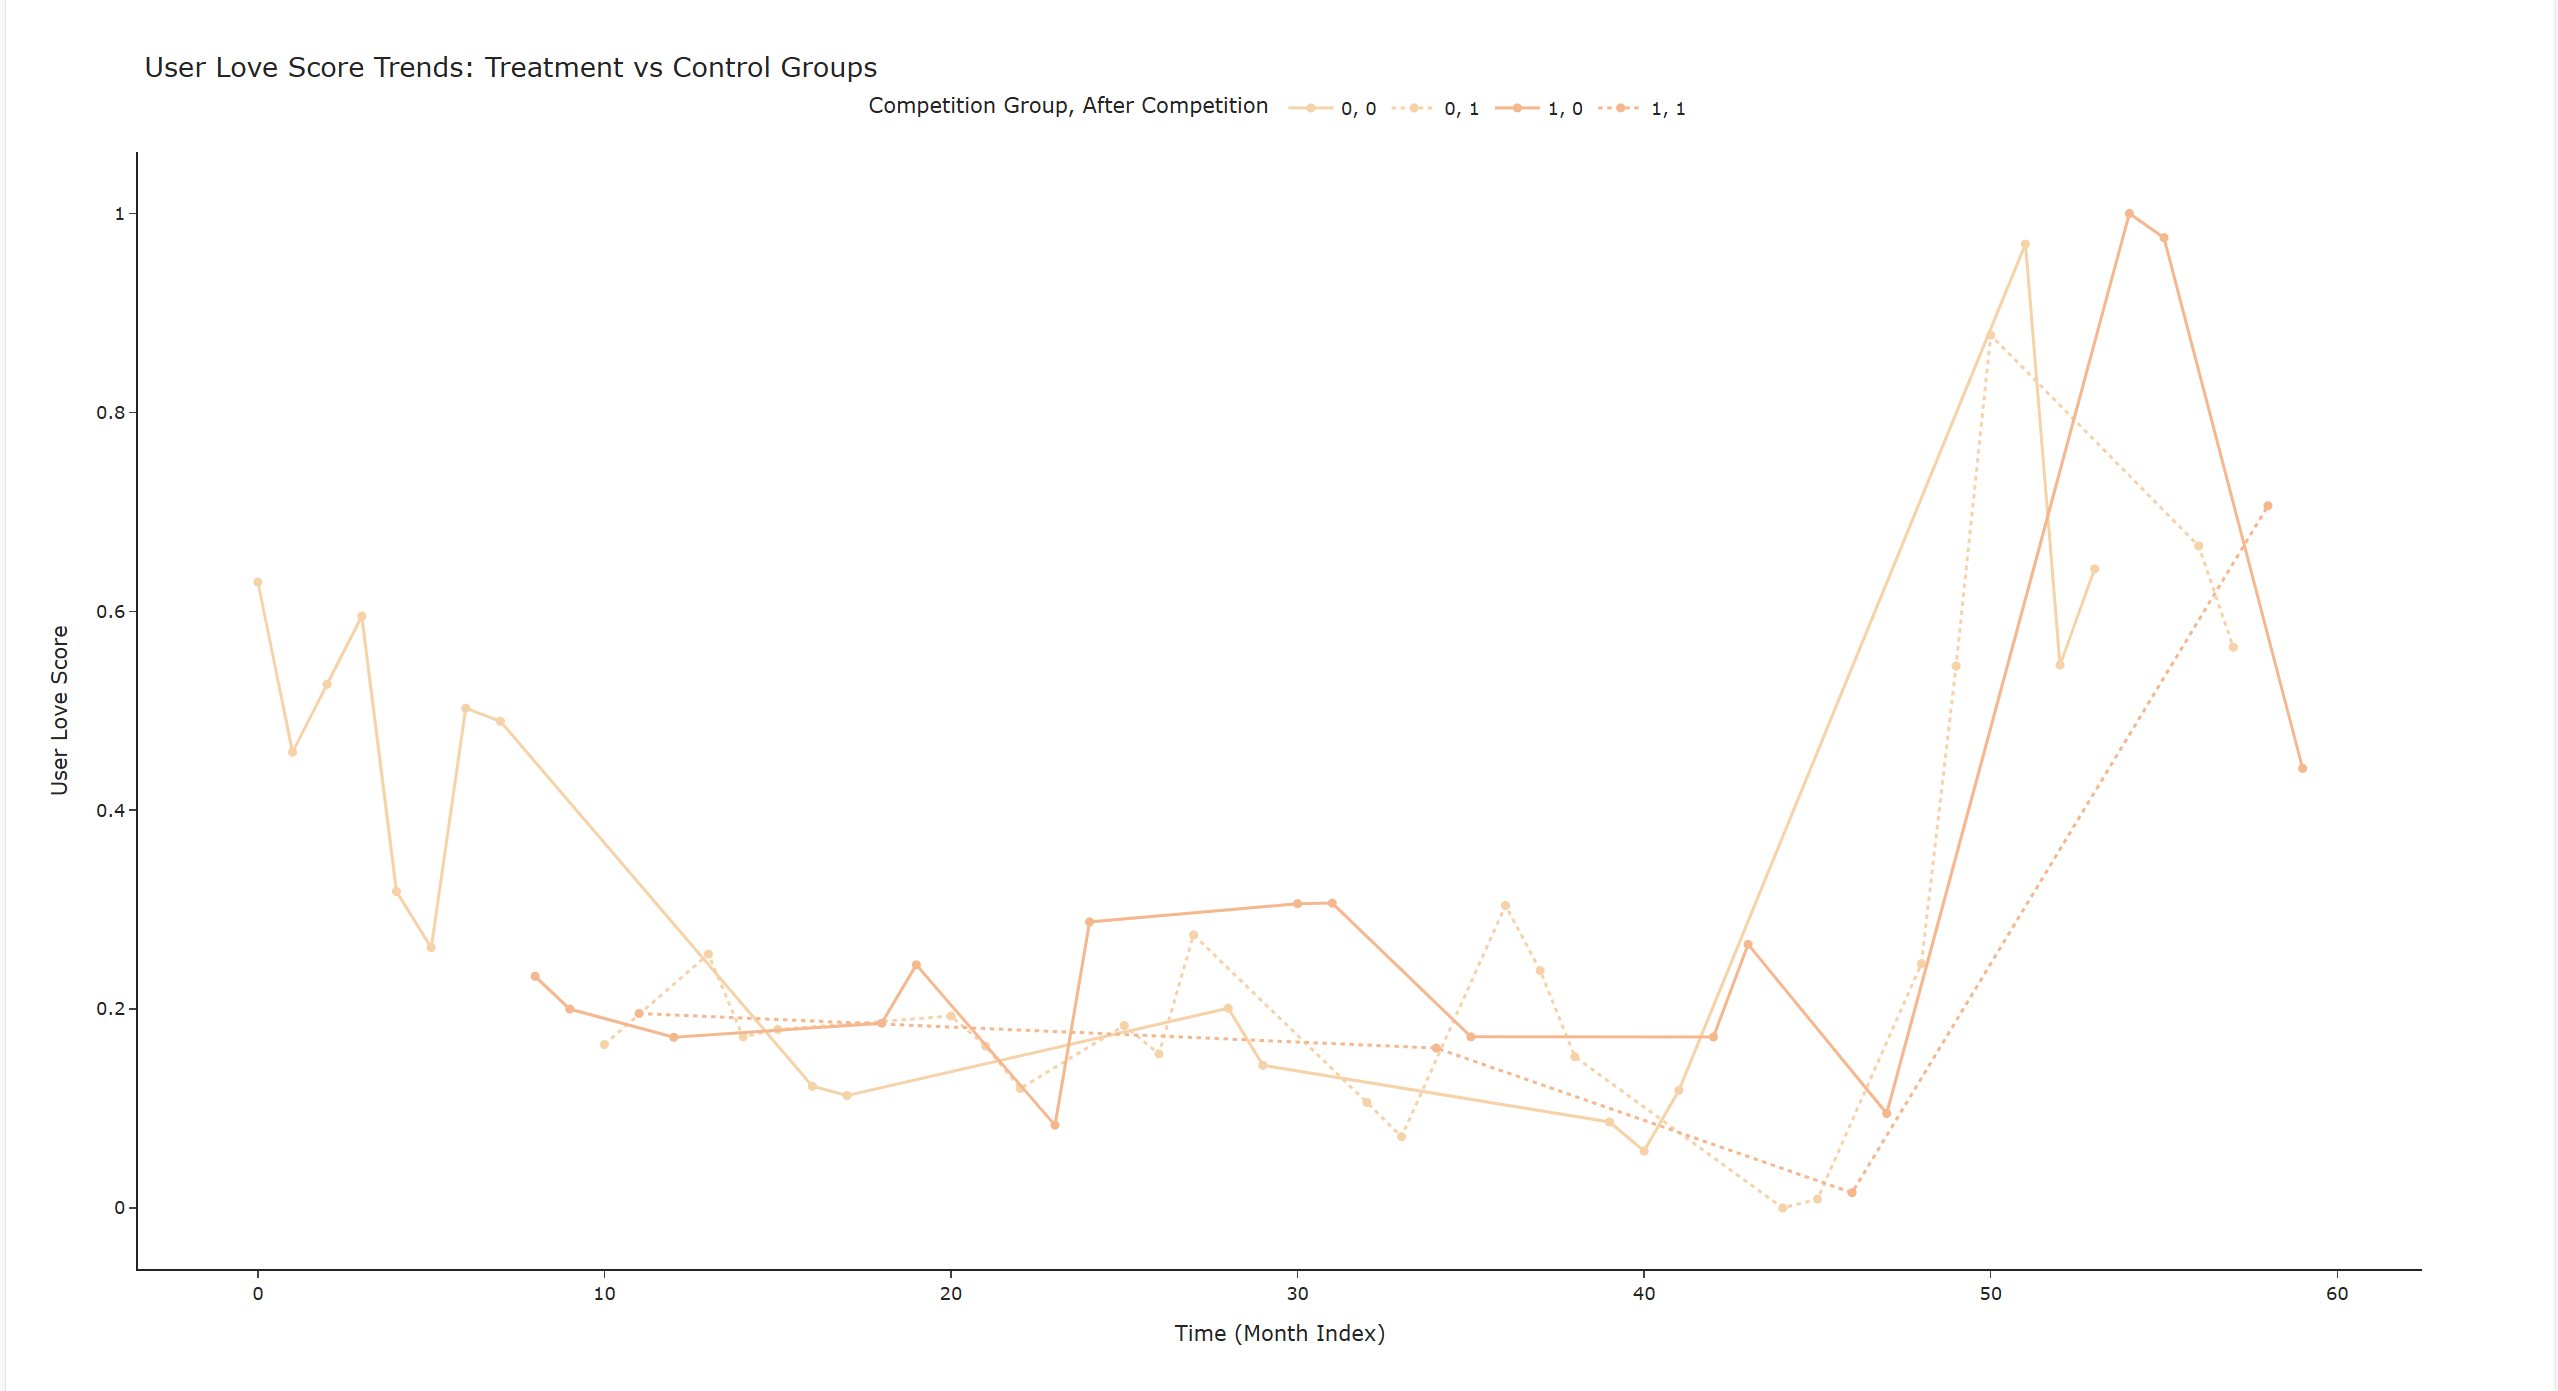 User Love Score Trends: Treatment vs Control Groups
Competition Group, After Competition 0, 0 0, 1 1, 0 1, 1
1
0.8
0.6
0.4
0.2
0
User Love Score
0 10 20 30 40 50 60
Time (Month Index)